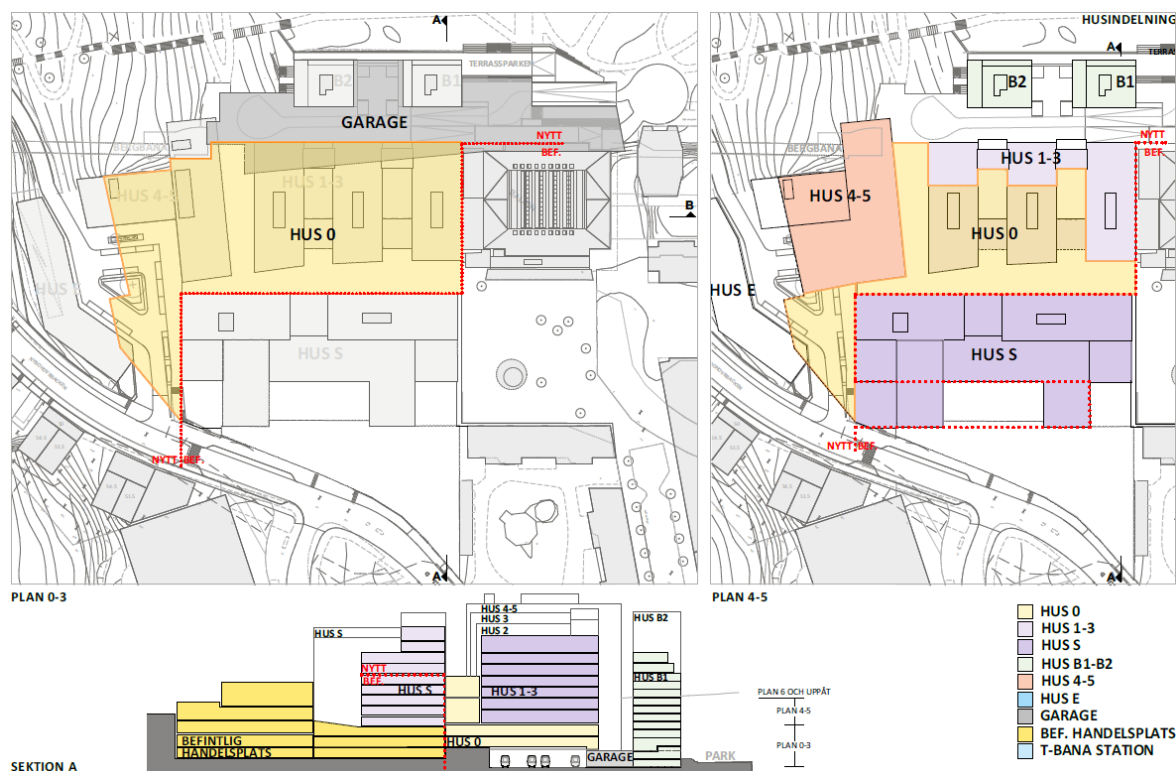 A
HUSINDELNING
A
TERRASSPARKEN
TERRAS
B2
B1
B2
B1
GARAGE
NYTT
BEF.
NYTT
BEF.
BERGBANA
BERGBANA
HUS 1-3
HUS 1-3
HUS 4-5
HUS 4-5
B
HUS 0
HUS 0
HUS E
HUS S
HUS S
NYTT
BEF.
NYTT
BEF.
A
A
PLAN 0-3
PLAN 4-5
HUS 4-5
HUS 3
HUS 2
HUS S
HUS B2
NYTT
BEF.
HUS S
HUS 1-3
HUS B1
HUS 0
BEFINTLIG
HANDELSPLATS
GARAGE
PARK
PLAN 6 OCH UPPÅT
PLAN 4-5
PLAN 0-3
HUS 0
HUS 1-3
HUS S
HUS B1-B2
HUS 4-5
HUS E
GARAGE
BEF. HANDELSPLATS
T-BANA STATION
SEKTION A